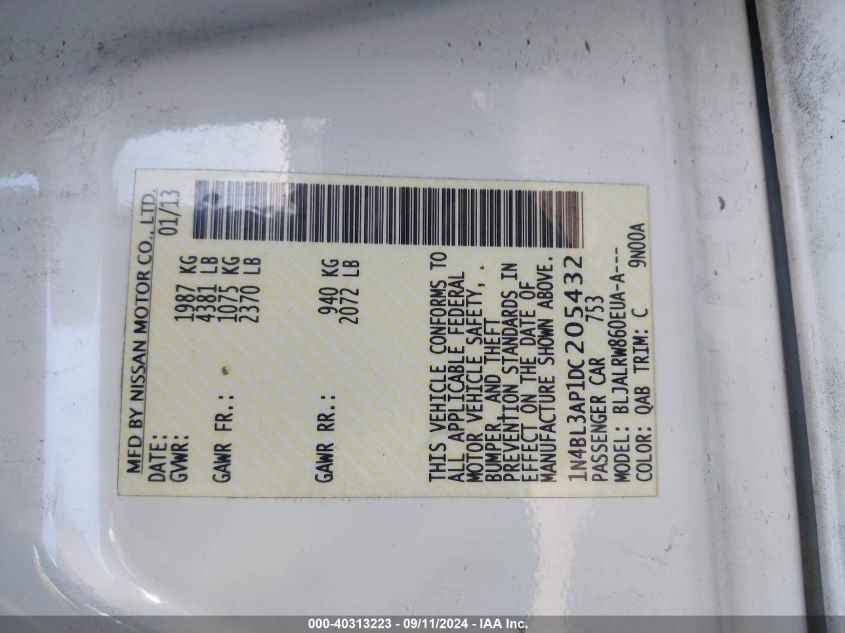 MFD BY NISSAN MOTOR CO., LTD.
DATE: 01/13
GVWR: 1987 KG
4381 LB
GAWR FR.: 1075 KG
2370 LB
GAWR RR.: 940 KG
2072 LB
THIS VEHICLE CONFORMS TO
ALL APPLICABLE FEDERAL
MOTOR VEHICLE SAFETY, .
BUMPER, AND THEFT
PREVENTION STANDARDS IN
EFFECT ON THE DATE OF
MANUFACTURE SHOWN ABOVE.
1N4BL3AP1DC205432
PASSENGER CAR 753
MODEL: BLJALRW860EUA-A---
COLOR: QAB TRIM: C 9N00A
000-40313223 - 09/11/2024 - IAA Inc.